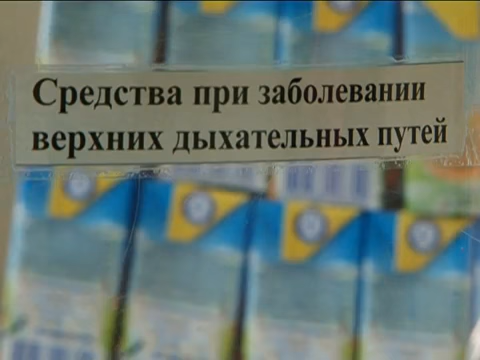 Средства при заболевании
верхних дыхательных путей